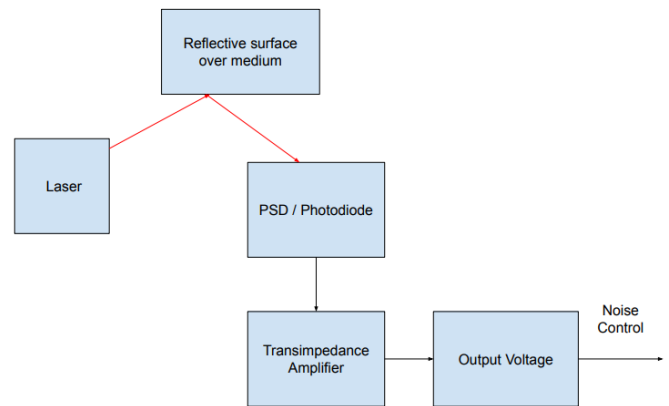 Reflective surface
over medium
Laser
PSD / Photodiode
Transimpedance
Amplifier
Output Voltage
Noise
Control